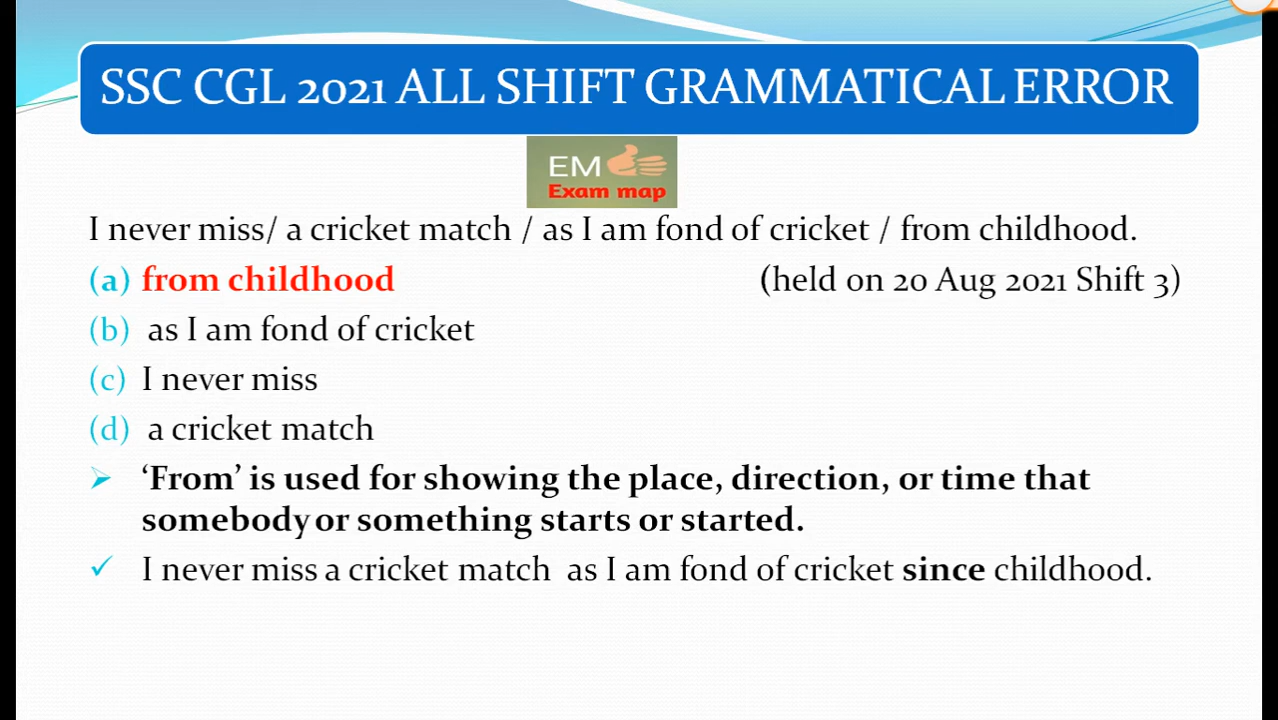 SSC CGL 2021 ALL SHIFT GRAMMATICAL ERROR
EM
Exam map
I never miss/ a cricket match / as I am fond of cricket / from childhood.
(a) from childhood (held on 20 Aug 2021 Shift 3)
(b) as I am fond of cricket
(c) I never miss
(d) a cricket match
➢ ‘From’ is used for showing the place, direction, or time that
somebody or something starts or started.
✓ I never miss a cricket match as I am fond of cricket since childhood.